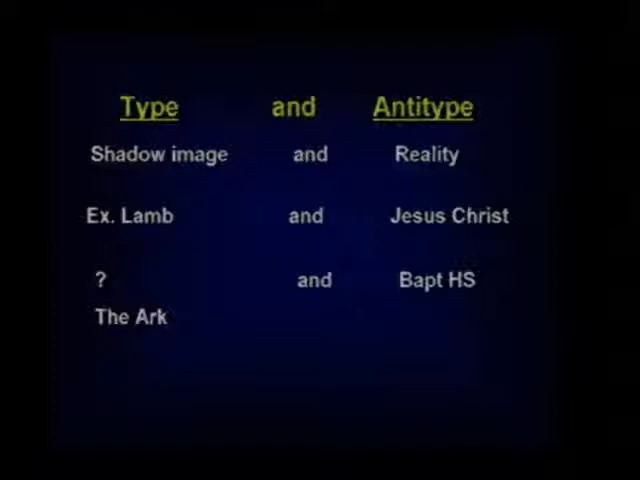 Type and Antitype
Shadow image and Reality
Ex. Lamb and Jesus Christ
? and Bapt HS
The Ark